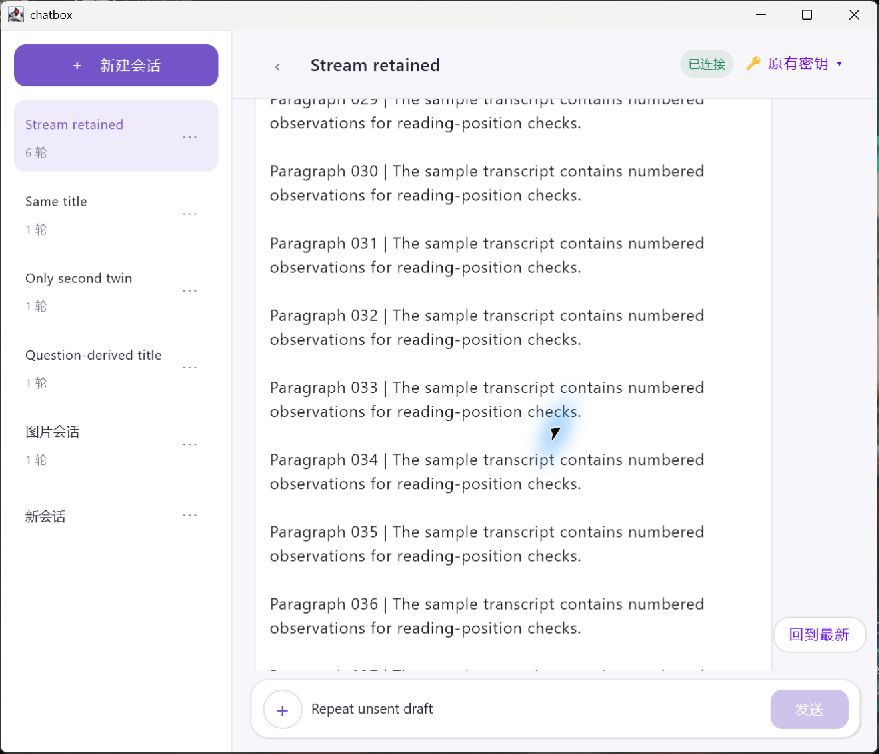 chatbox
+ 新建会话
Stream retained
6 轮
Same title
1 轮
Only second twin
1 轮
Question-derived title
1 轮
图片会话
1 轮
新会话
Stream retained
已连接
原有密钥
Paragraph 029 | The sample transcript contains numbered
observations for reading-position checks.
Paragraph 030 | The sample transcript contains numbered
observations for reading-position checks.
Paragraph 031 | The sample transcript contains numbered
observations for reading-position checks.
Paragraph 032 | The sample transcript contains numbered
observations for reading-position checks.
Paragraph 033 | The sample transcript contains numbered
observations for reading-position checks.
Paragraph 034 | The sample transcript contains numbered
observations for reading-position checks.
Paragraph 035 | The sample transcript contains numbered
observations for reading-position checks.
Paragraph 036 | The sample transcript contains numbered
observations for reading-position checks.
回到最新
+ Repeat unsent draft
发送